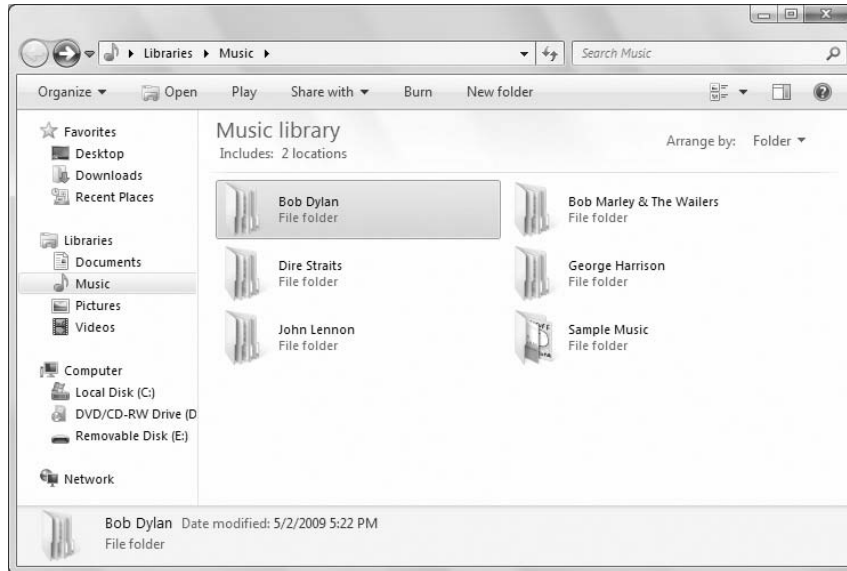 Libraries Music
Search Music
Organize Open Play Share with Burn New folder
Favorites
Desktop
Downloads
Recent Places
Libraries
Documents
Music
Pictures
Videos
Computer
Local Disk (C:)
DVD/CD-RW Drive (D
Removable Disk (E:)
Network
Music library
Includes: 2 locations
Arrange by: Folder
Bob Dylan
File folder
Bob Marley & The Wailers
File folder
Dire Straits
File folder
George Harrison
File folder
John Lennon
File folder
Sample Music
File folder
Bob Dylan Date modified: 5/2/2009 5:22 PM
File folder